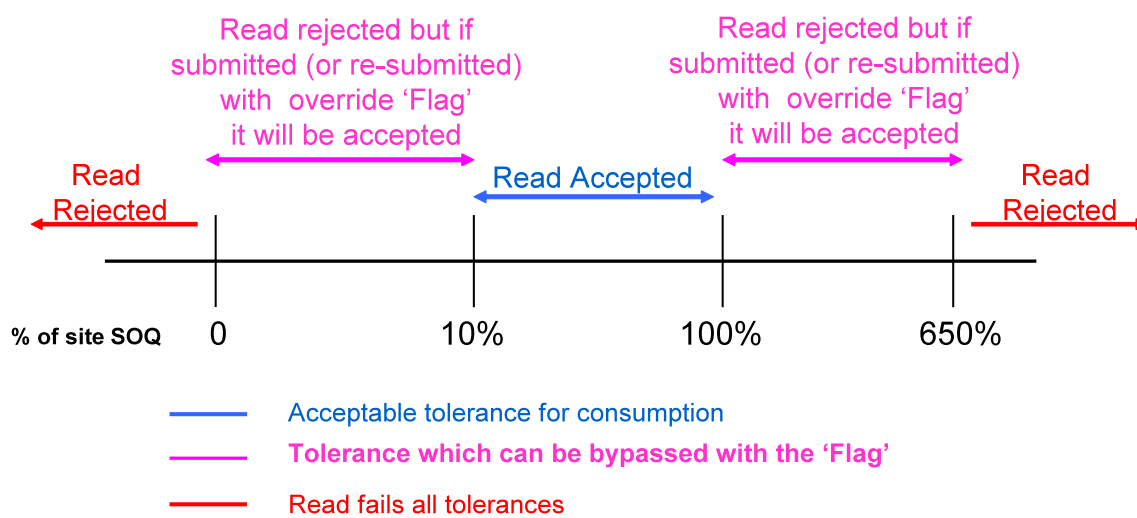 Read rejected but if
submitted (or re-submitted)
with override ‘Flag’
it will be accepted
Read rejected but if
submitted (or re-submitted)
with override ‘Flag’
it will be accepted
Read
Rejected
Read Accepted
Read
Rejected
% of site SOQ 0 10% 100% 650%
Acceptable tolerance for consumption
Tolerance which can be bypassed with the ‘Flag’
Read fails all tolerances